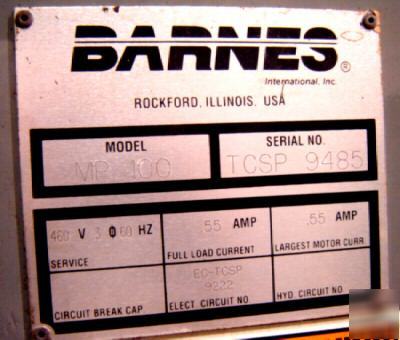 BARNES®
International, Inc.
ROCKFORD, ILLINOIS, USA
MODEL
MP 100
SERIAL NO.
TCSP 9485
460 V 3 Φ 60 HZ
SERVICE
.55 AMP
FULL LOAD CURRENT
.55 AMP
LARGEST MOTOR CURR.
CIRCUIT BREAK CAP
EC-TCSP
9222
ELECT. CIRCUIT NO
HYD. CIRCUIT NO.